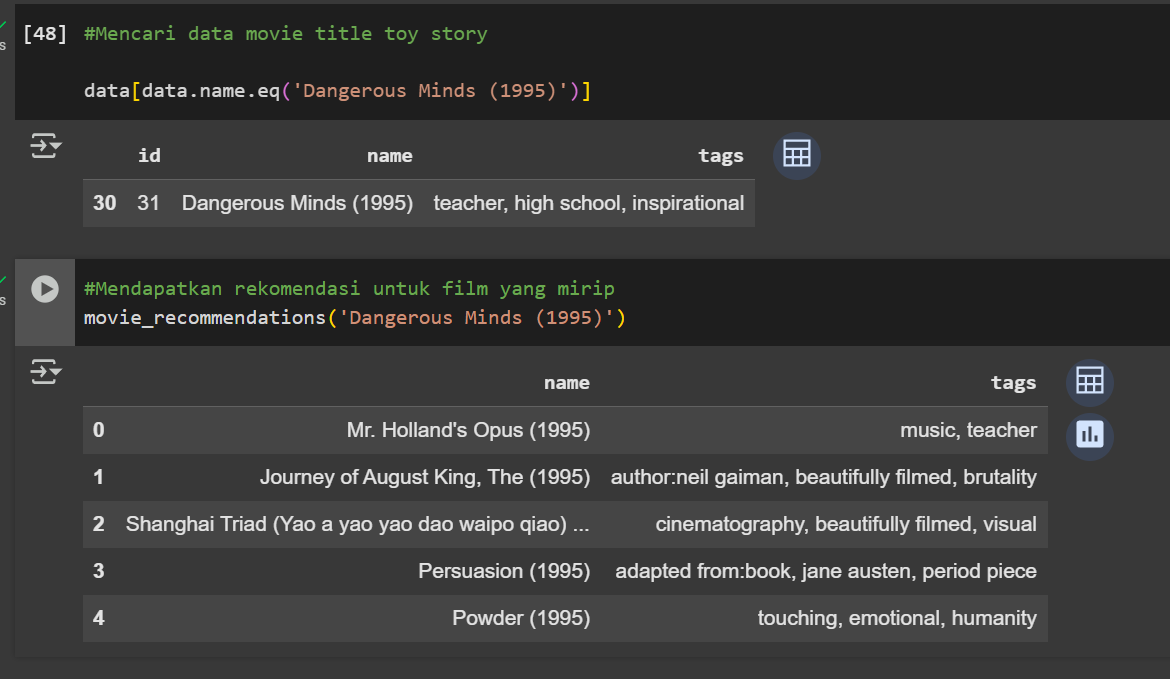 [48] #Mencari data movie title toy story
s
data[data.name.eq('Dangerous Minds (1995)')]
id name tags
30 31 Dangerous Minds (1995) teacher, high school, inspirational
#Mendapatkan rekomendasi untuk film yang mirip
s
movie_recommendations('Dangerous Minds (1995)')
name tags
0 Mr. Holland's Opus (1995) music, teacher
1 Journey of August King, The (1995) author:neil gaiman, beautifully filmed, brutality
2 Shanghai Triad (Yao a yao yao dao waipo qiao) ... cinematography, beautifully filmed, visual
3 Persuasion (1995) adapted from:book, jane austen, period piece
4 Powder (1995) touching, emotional, humanity